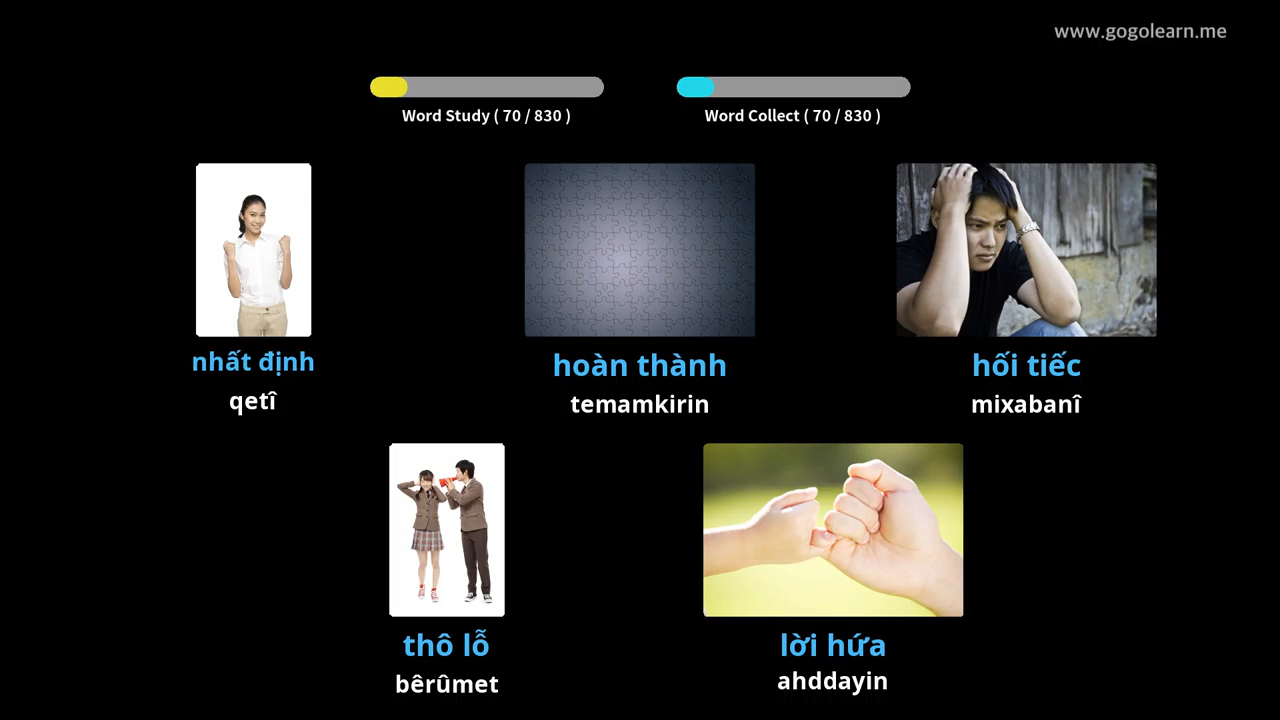 www.gogolearn.me
Word Study ( 70 / 830 )
Word Collect ( 70 / 830 )
nhất định
qetî
hoàn thành
temamkirin
hối tiếc
mixabanî
thô lỗ
bêrûmet
lời hứa
ahddayin